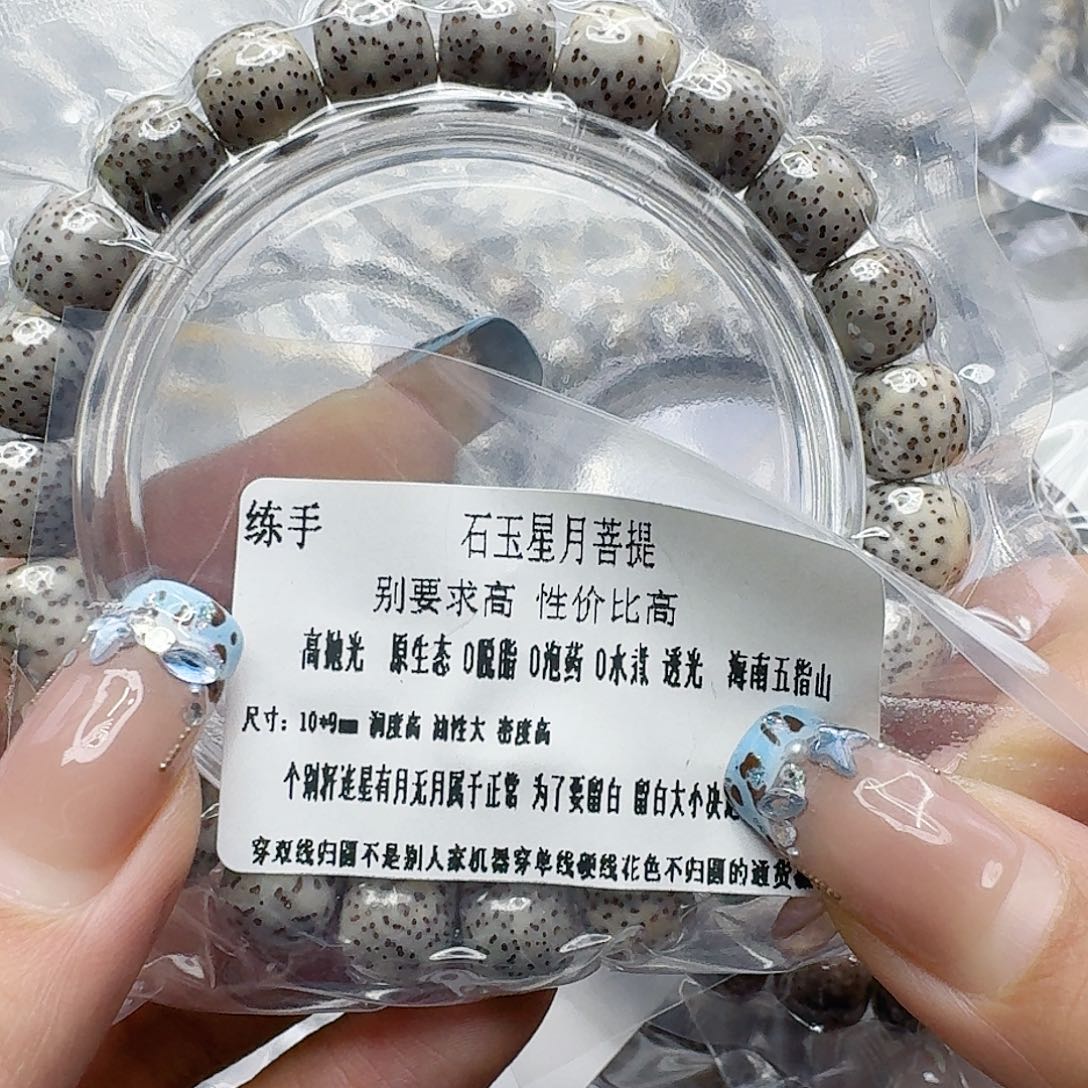 练手 石玉星月菩提
别要求高 性价比高
高抛光 原生态 0脱脂 0泡药 0水煮 透光 海南五指山
尺寸：10*9mm 润度高 油性大 密度高
个别籽连星有月无月属于正常 为了要留白 留白大小决
穿双线归圆不是别人家机器穿单线硬线花色不归圆的通货